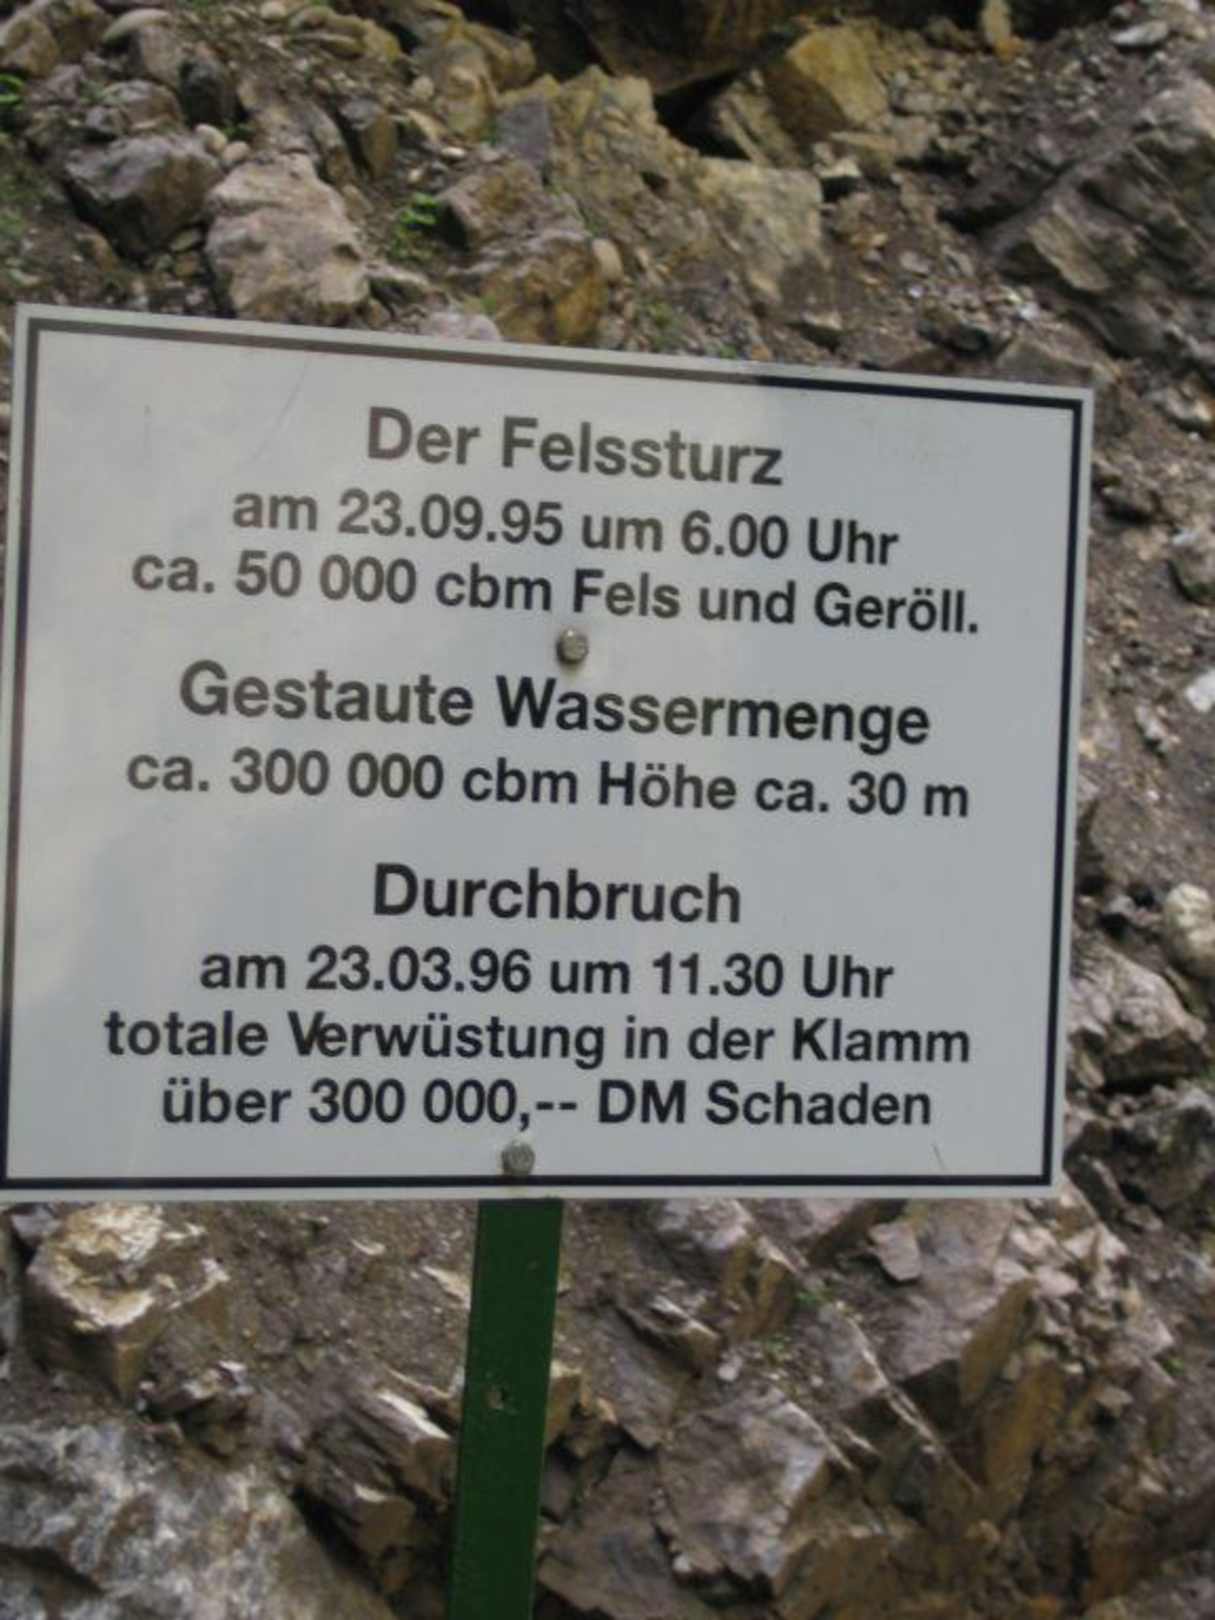 Der Felssturz
am 23.09.95 um 6.00 Uhr
ca. 50 000 cbm Fels und Geröll.
Gestaute Wassermenge
ca. 300 000 cbm Höhe ca. 30 m
Durchbruch
am 23.03.96 um 11.30 Uhr
totale Verwüstung in der Klamm
über 300 000,-- DM Schaden